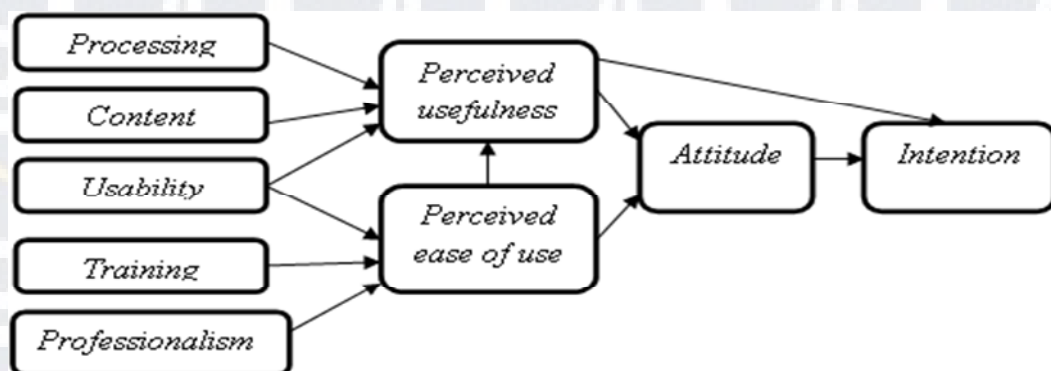 Processing
Content
Usability
Training
Professionalism
Perceived
usefulness
Perceived
ease of use
Attitude
Intention